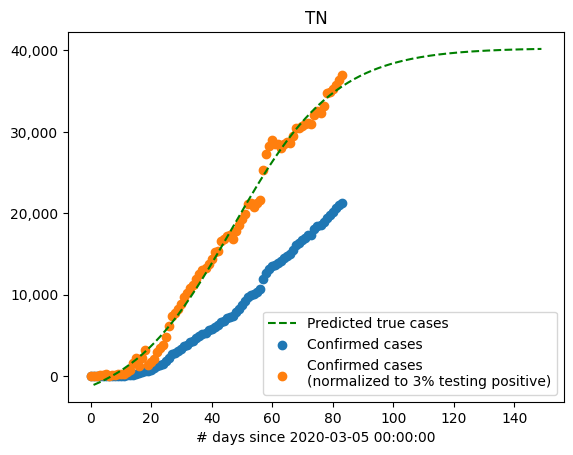 TN
40,000
30,000
20,000
10,000
0
Predicted true cases
Confirmed cases
Confirmed cases
(normalized to 3% testing positive)
0 20 40 60 80 100 120 140
# days since 2020-03-05 00:00:00